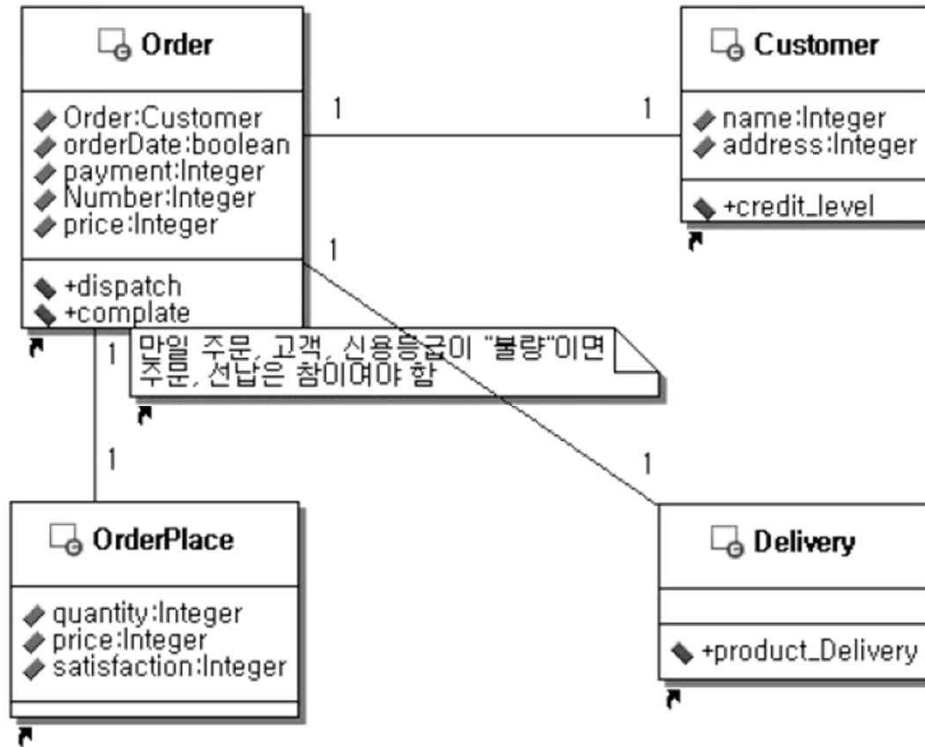 Order
Order:Customer
orderDate:boolean
payment:Integer
Number:Integer
price:Integer
+dispatch
+complate
1
1
Customer
name:Integer
address:Integer
+credit_level
1
만일 주문, 고객, 신용등급이 "불량"이면
주문, 선납은 참이여야 함
1
1
1
OrderPlace
quantity:Integer
price:Integer
satisfaction:Integer
Delivery
+product_Delivery